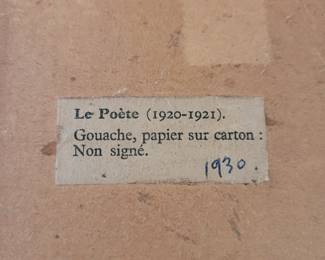 Le Poète (1920-1921).
Gouache, papier sur carton :
Non signé.
1930.